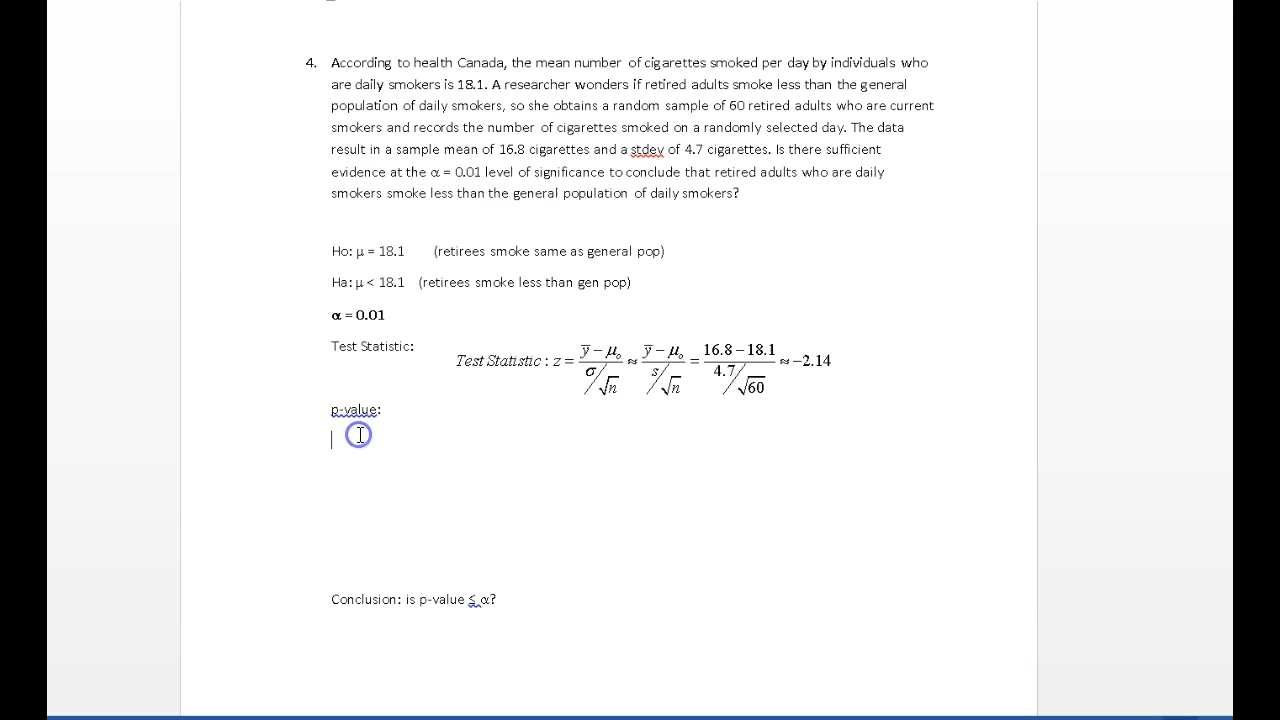 4. According to health Canada, the mean number of cigarettes smoked per day by individuals who
are daily smokers is 18.1. A researcher wonders if retired adults smoke less than the general
population of daily smokers, so she obtains a random sample of 60 retired adults who are current
smokers and records the number of cigarettes smoked on a randomly selected day. The data
result in a sample mean of 16.8 cigarettes and a stdev of 4.7 cigarettes. Is there sufficient
evidence at the α = 0.01 level of significance to conclude that retired adults who are daily
smokers smoke less than the general population of daily smokers?
Ho: µ = 18.1 (retirees smoke same as general pop)
Ha: µ < 18.1 (retirees smoke less than gen pop)
α = 0.01
Test Statistic:
Test Statistic : z = (ȳ − μ₀)/(σ/√n) ≈ (ȳ − μ₀)/(s/√n) = (16.8 − 18.1)/(4.7/√60) ≈ −2.14
p-value:
Conclusion: is p-value ≤ α?